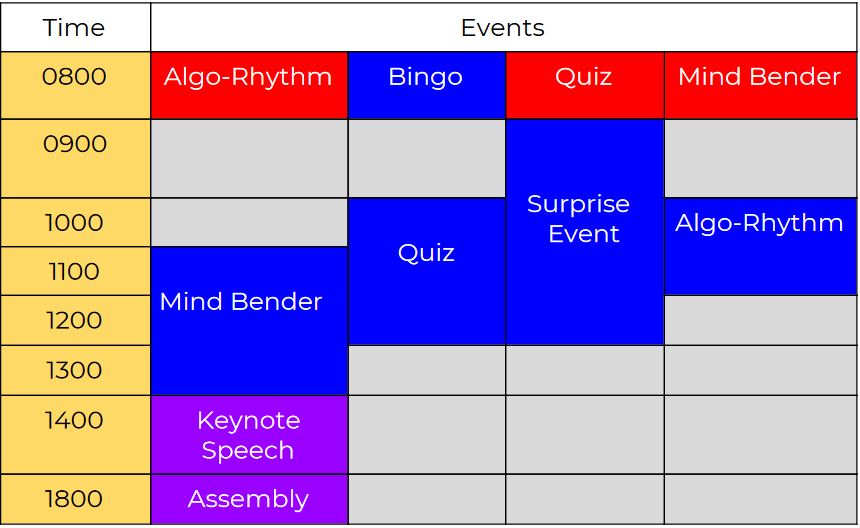 Time Events
0800 Algo-Rhythm Bingo Quiz Mind Bender
0900
Surprise
Event
1000 Algo-Rhythm
Quiz
1100
Mind Bender
1200
1300
1400 Keynote
Speech
1800 Assembly